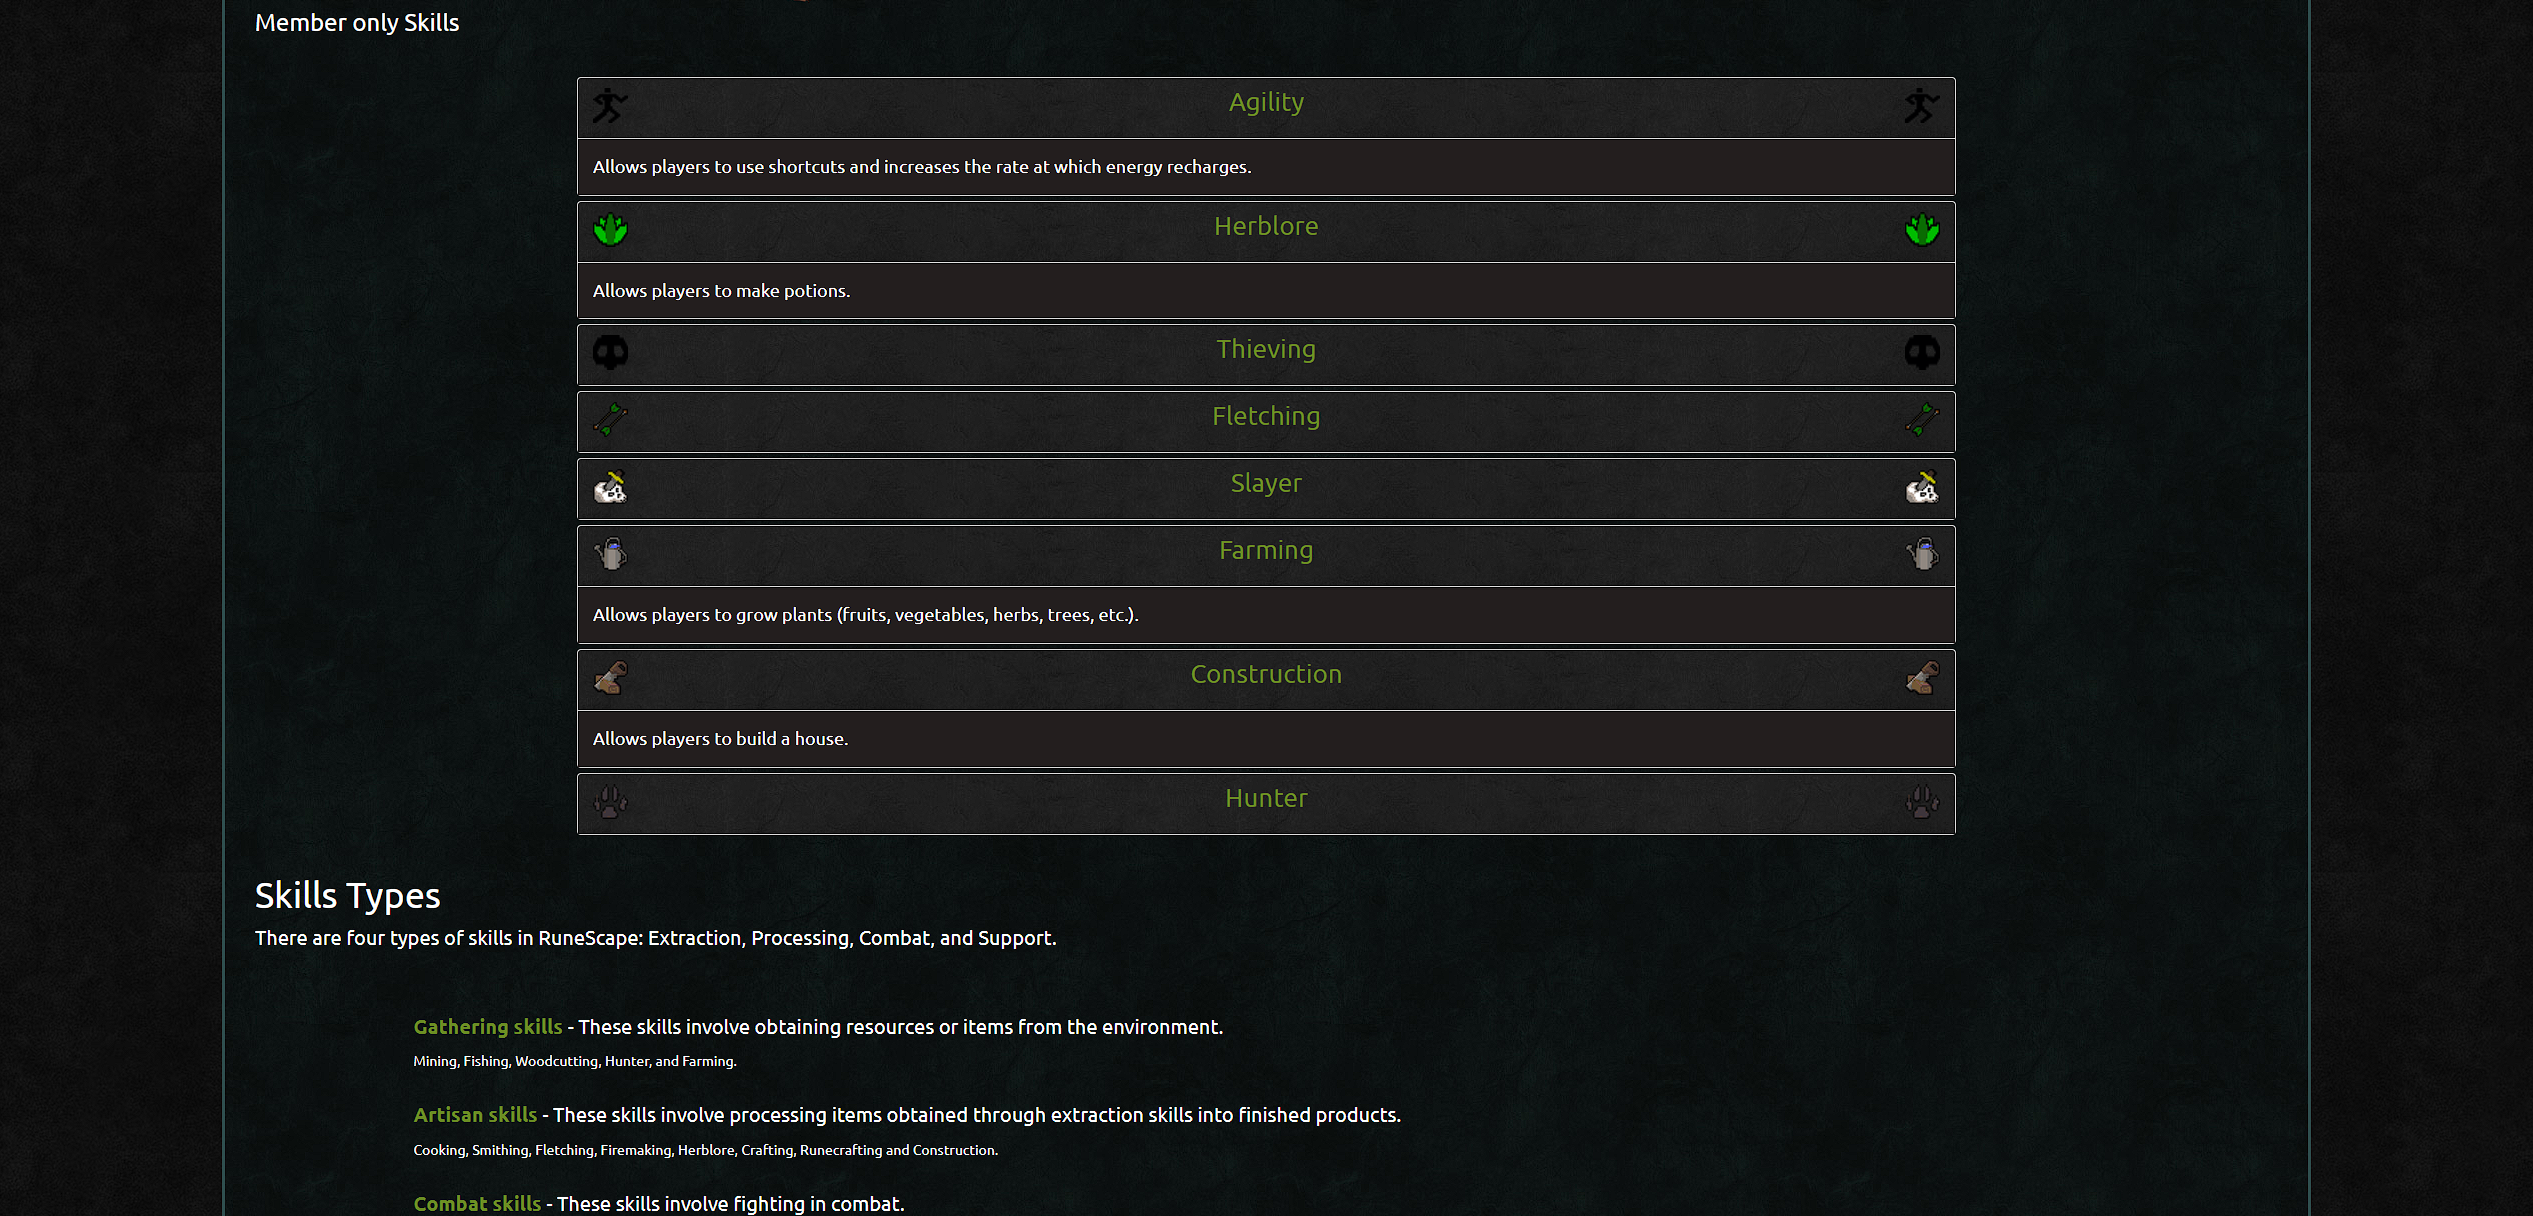 Member only Skills
Agility
Allows players to use shortcuts and increases the rate at which energy recharges.
Herblore
Allows players to make potions.
Thieving
Fletching
Slayer
Farming
Allows players to grow plants (fruits, vegetables, herbs, trees, etc.).
Construction
Allows players to build a house.
Hunter
Skills Types
There are four types of skills in RuneScape: Extraction, Processing, Combat, and Support.
Gathering skills - These skills involve obtaining resources or items from the environment.
Mining, Fishing, Woodcutting, Hunter, and Farming.
Artisan skills - These skills involve processing items obtained through extraction skills into finished products.
Cooking, Smithing, Fletching, Firemaking, Herblore, Crafting, Runecrafting and Construction.
Combat skills - These skills involve fighting in combat.